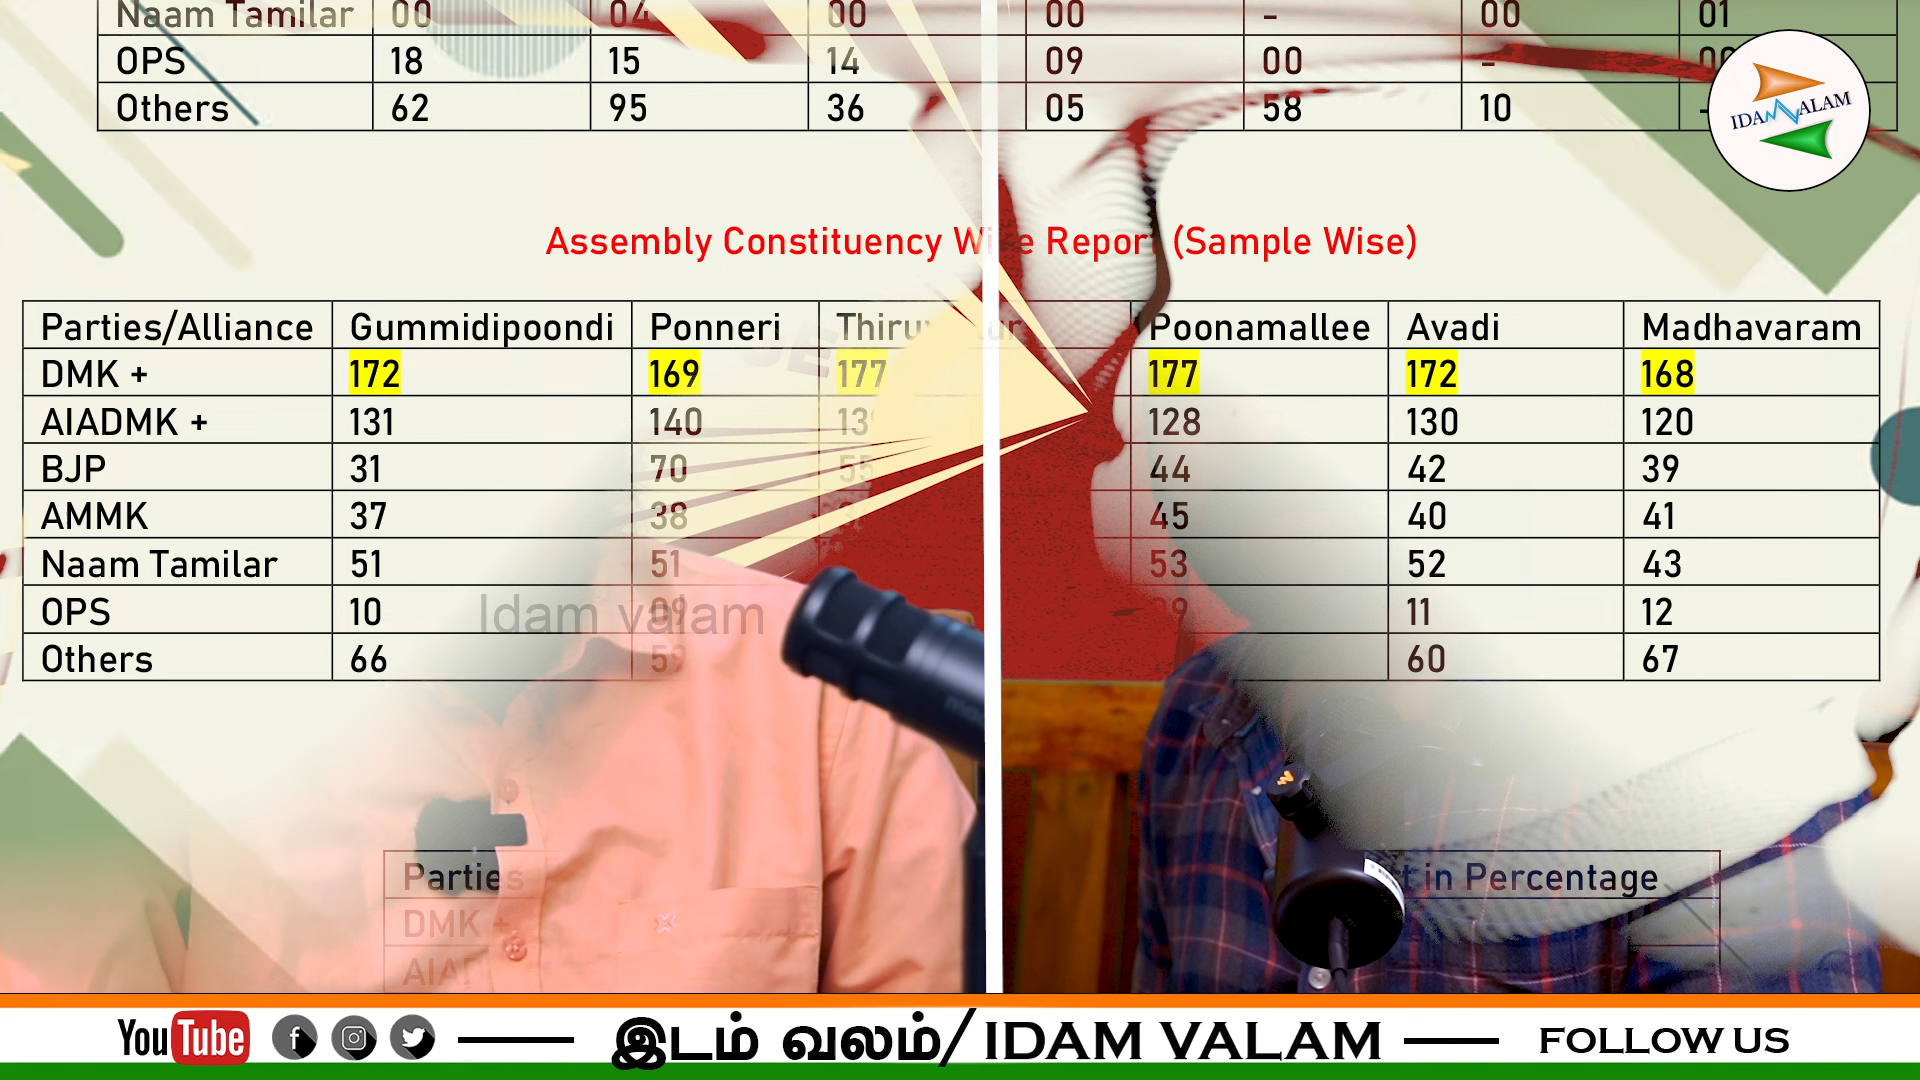 Naam Tamilar 00 04 00 00 - 00 01
OPS 18 15 14 09 00 -
Others 62 95 36 05 58 10 -
IDAM VALAM
Assembly Constituency Report (Sample Wise)
Parties/Alliance Gummidipoondi Ponneri Poonamallee Avadi Madhavaram
DMK + 172 169 177 177 172 168
AIADMK + 131 140 128 130 120
BJP 31 70 55 44 42 39
AMMK 37 38 45 40 41
Naam Tamilar 51 51 53 52 43
OPS 10 09 11 12
Others 66 59 60 67
Idam valam
Parties in Percentage
DMK +
YouTube இடம் வலம்/ IDAM VALAM FOLLOW US